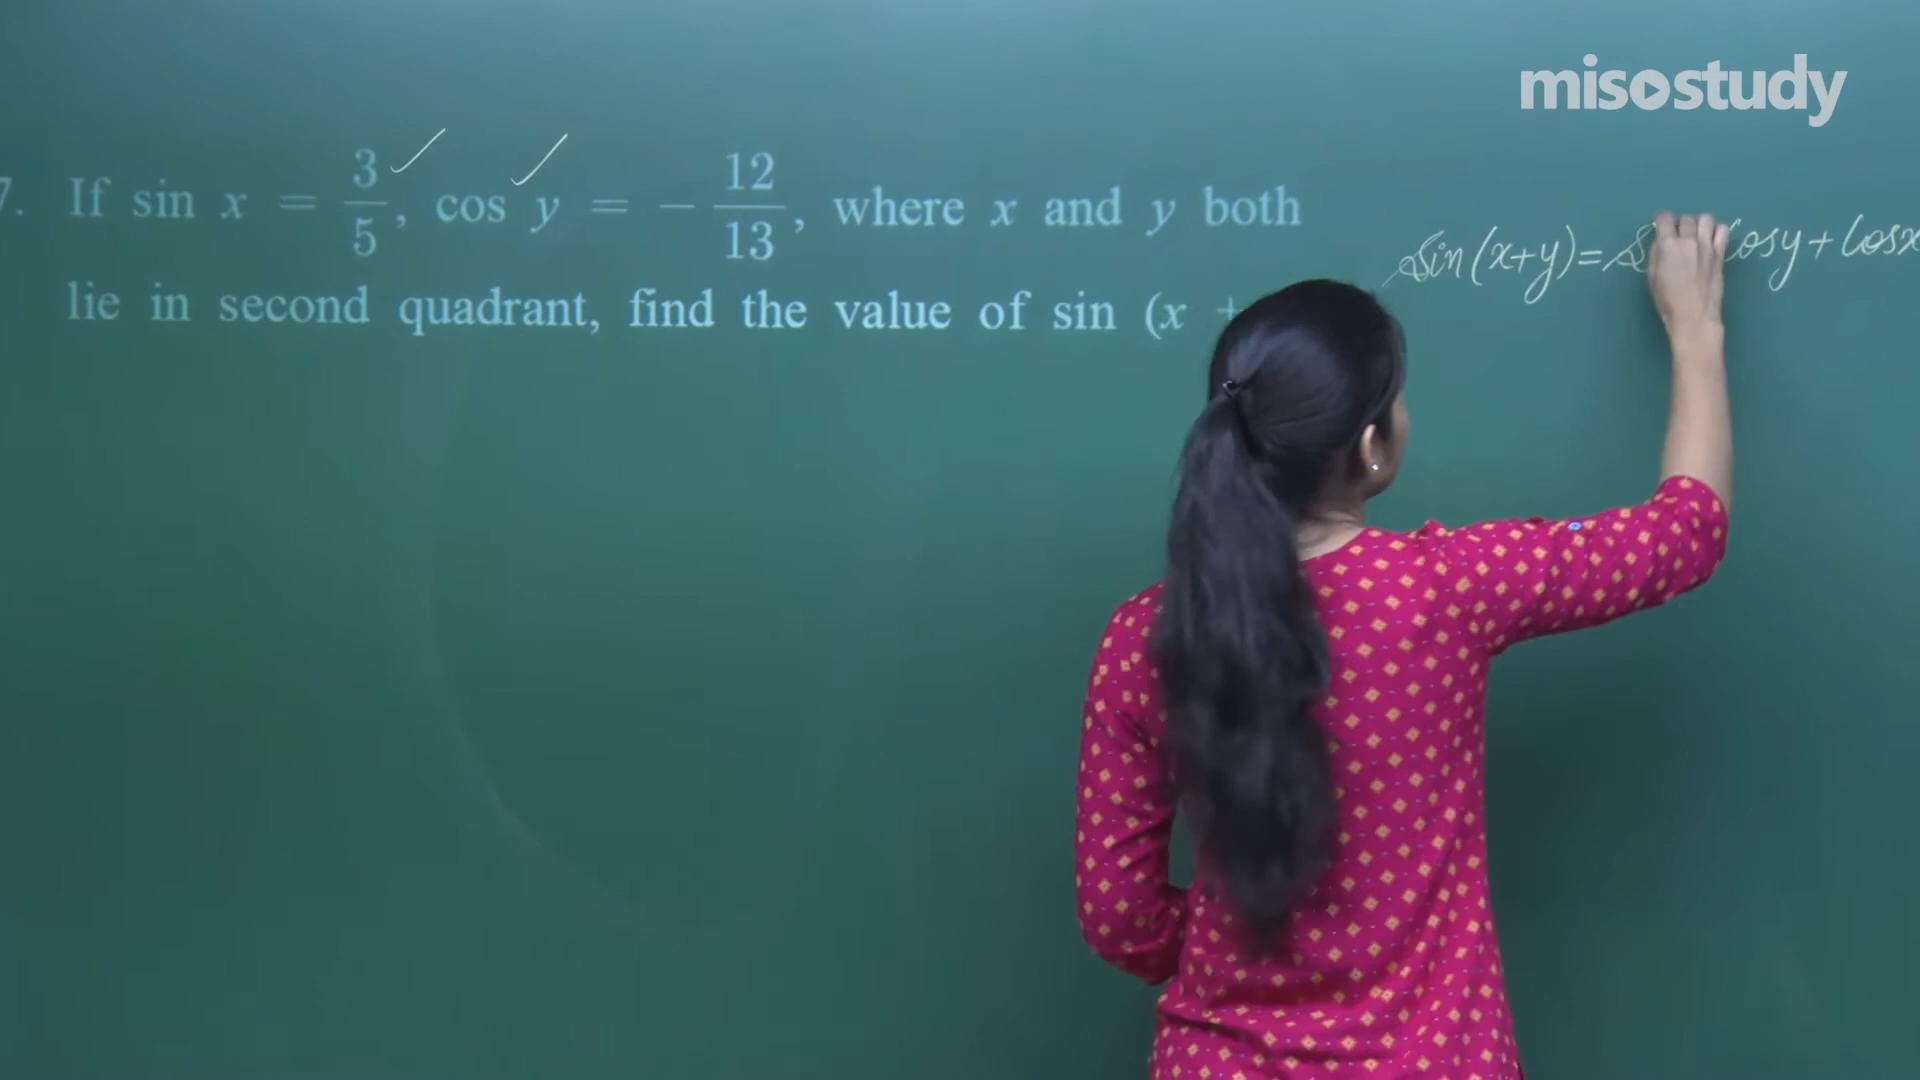 misostudy
7. If sin x = 3/5, cos y = − 12/13, where x and y both
lie in second quadrant, find the value of sin (x +
Sin(x+y)= Cosy + Cosx